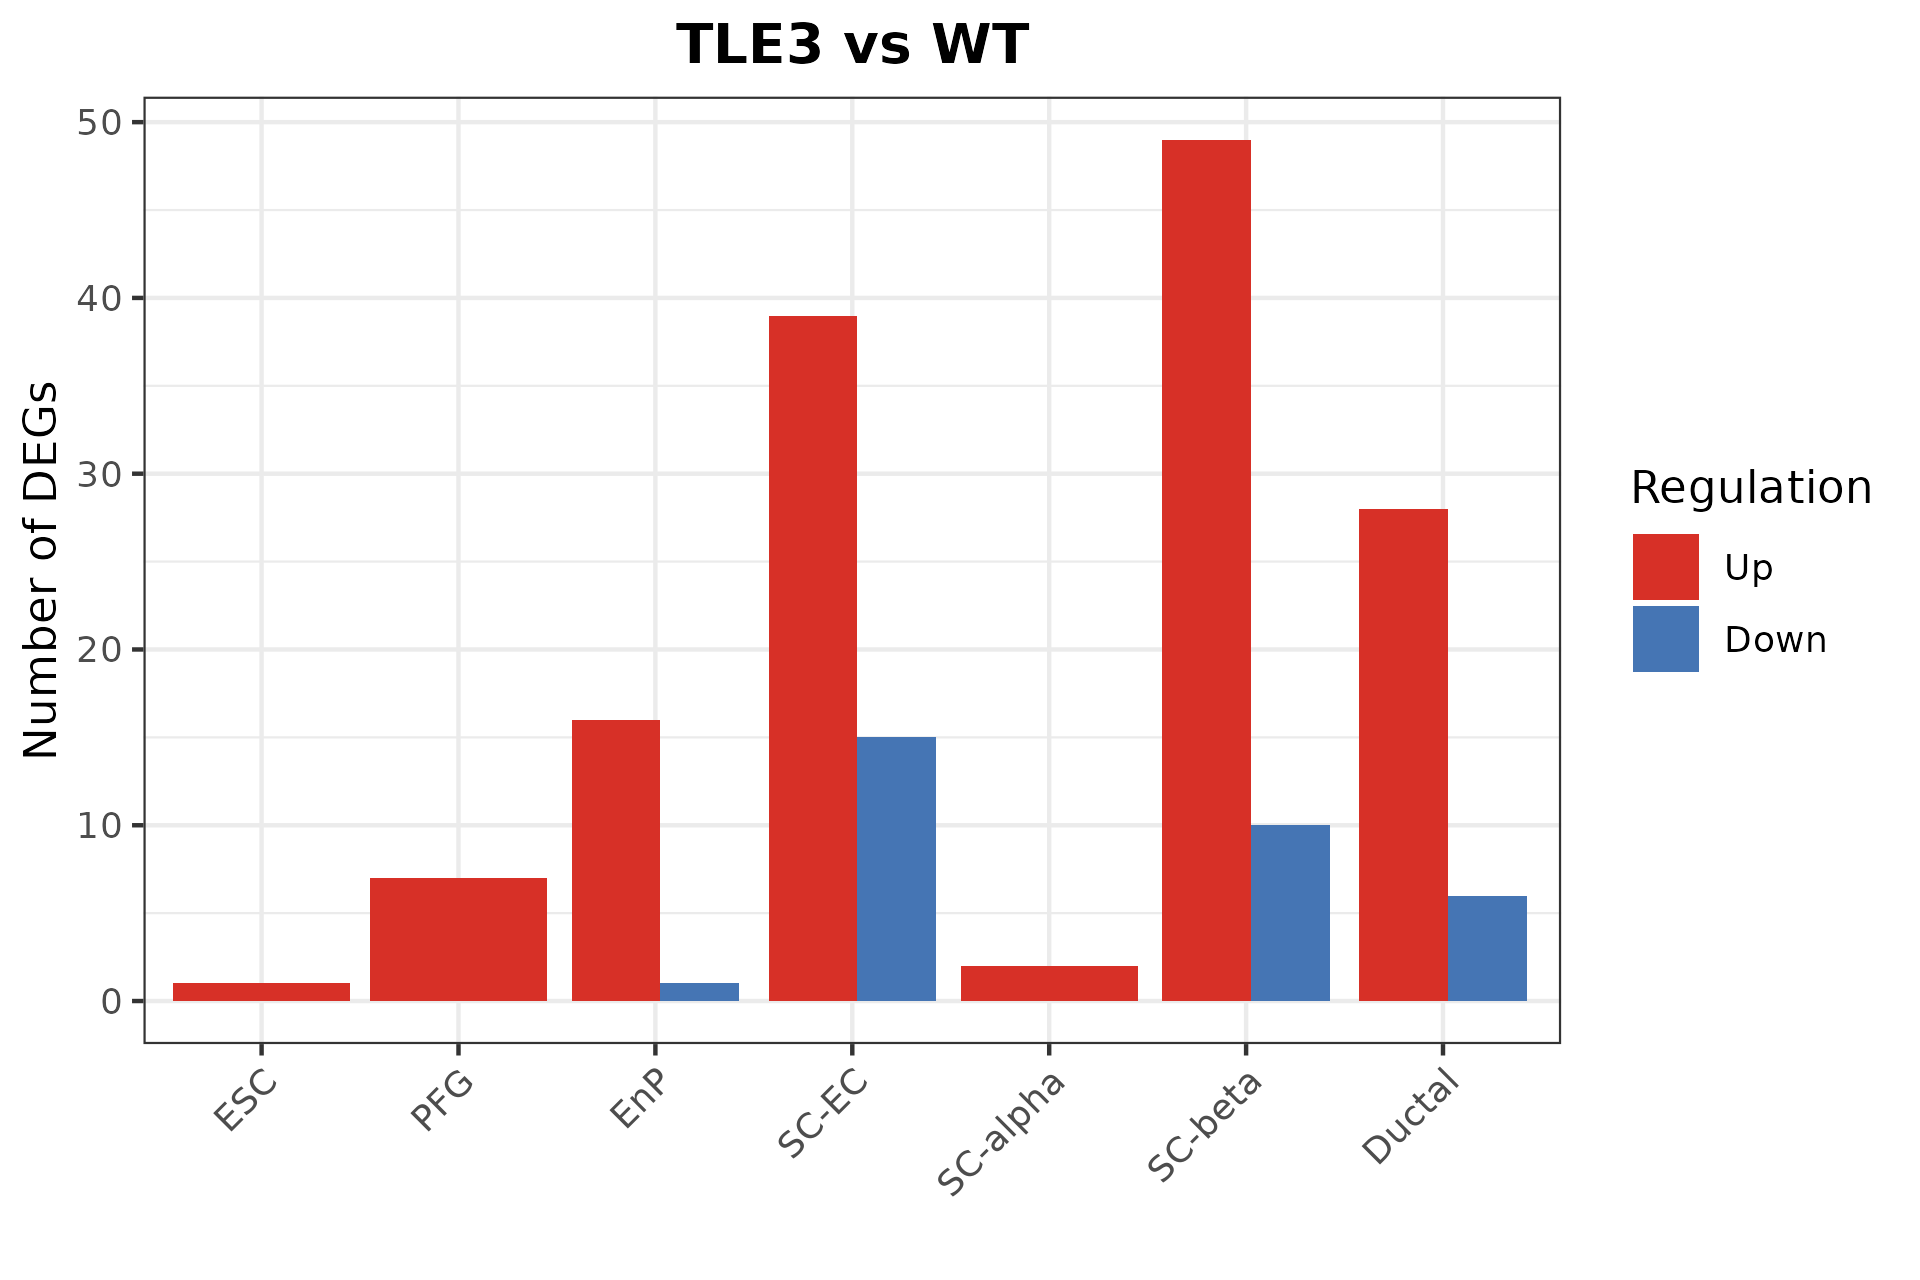 TLE3 vs WT
Number of DEGs
50
40
30
20
10
0
ESC
PFG
EnP
SC-EC
SC-alpha
SC-beta
Ductal
Regulation
Up
Down